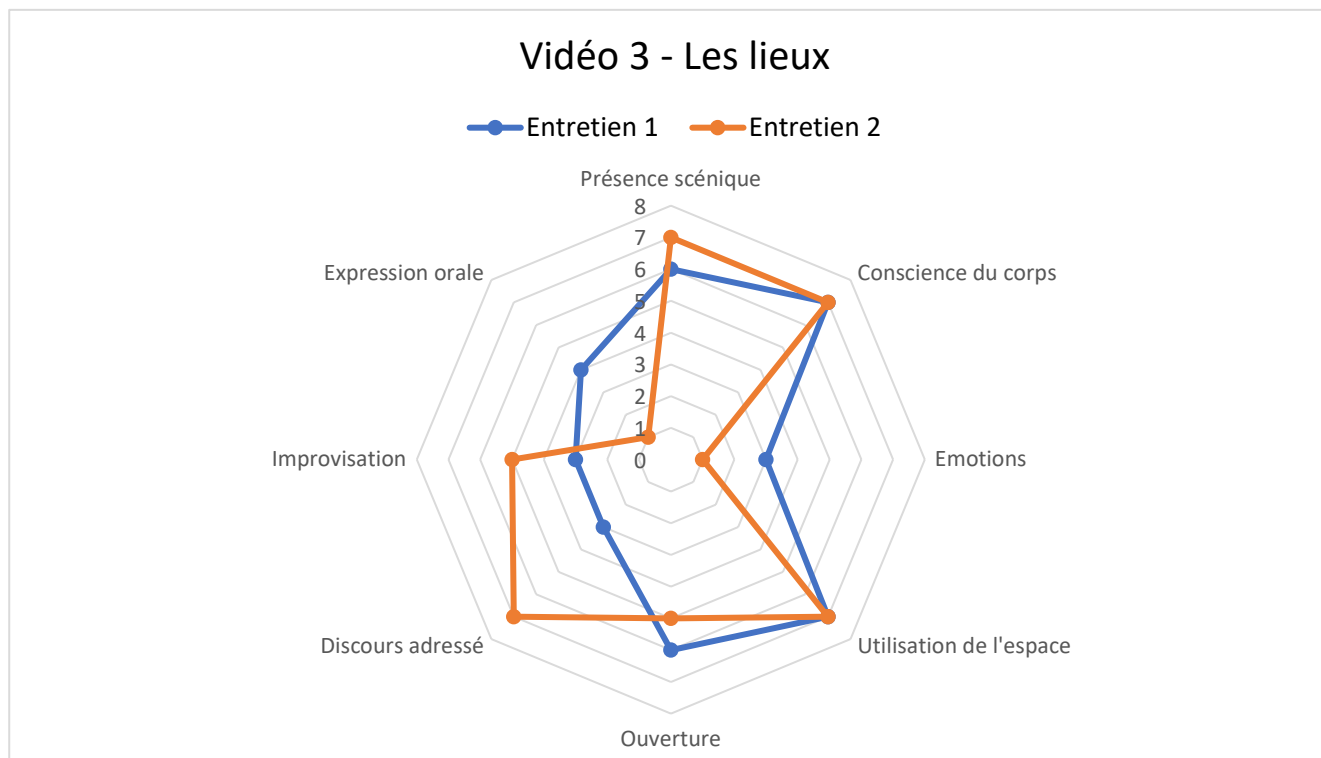 Vidéo 3 - Les lieux
Entretien 1 Entretien 2
Présence scénique
8
7
Expression orale Conscience du corps
6
5
4
3
2
1
Improvisation 0 Emotions
Discours adressé Utilisation de l'espace
Ouverture